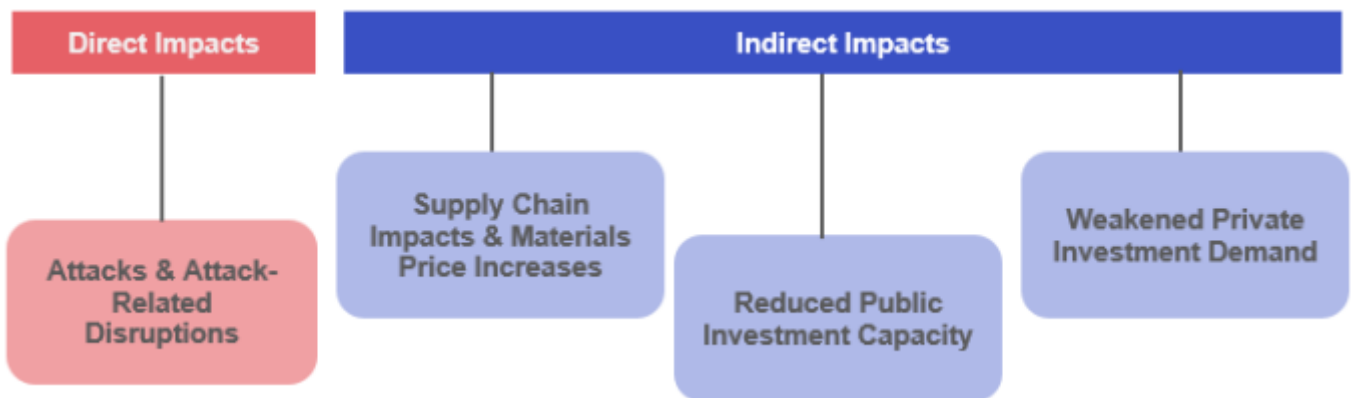 Direct Impacts
Indirect Impacts
Attacks & Attack-
Related
Disruptions
Supply Chain
Impacts & Materials
Price Increases
Reduced Public
Investment Capacity
Weakened Private
Investment Demand